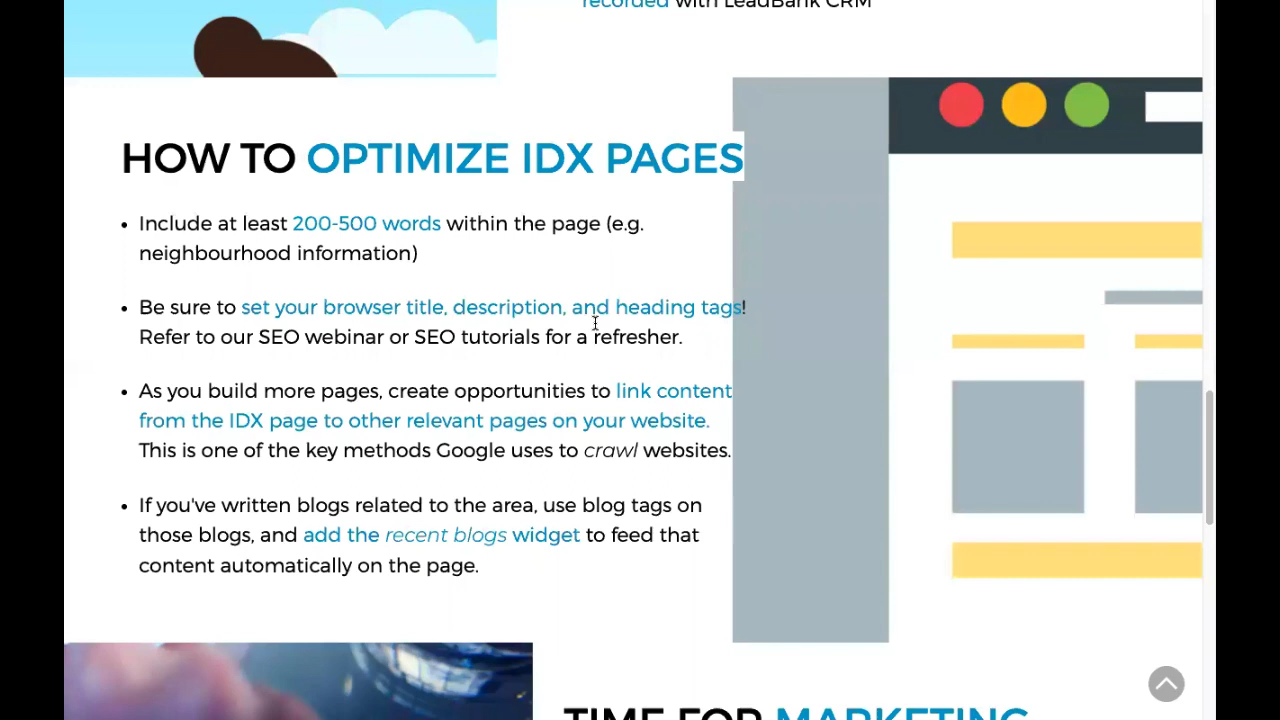 recorded with LeadBank CRM
HOW TO OPTIMIZE IDX PAGES
• Include at least 200-500 words within the page (e.g.
neighbourhood information)
• Be sure to set your browser title, description, and heading tags!
Refer to our SEO webinar or SEO tutorials for a refresher.
• As you build more pages, create opportunities to link content
from the IDX page to other relevant pages on your website.
This is one of the key methods Google uses to crawl websites.
• If you've written blogs related to the area, use blog tags on
those blogs, and add the recent blogs widget to feed that
content automatically on the page.
TIME FOR MARKETING